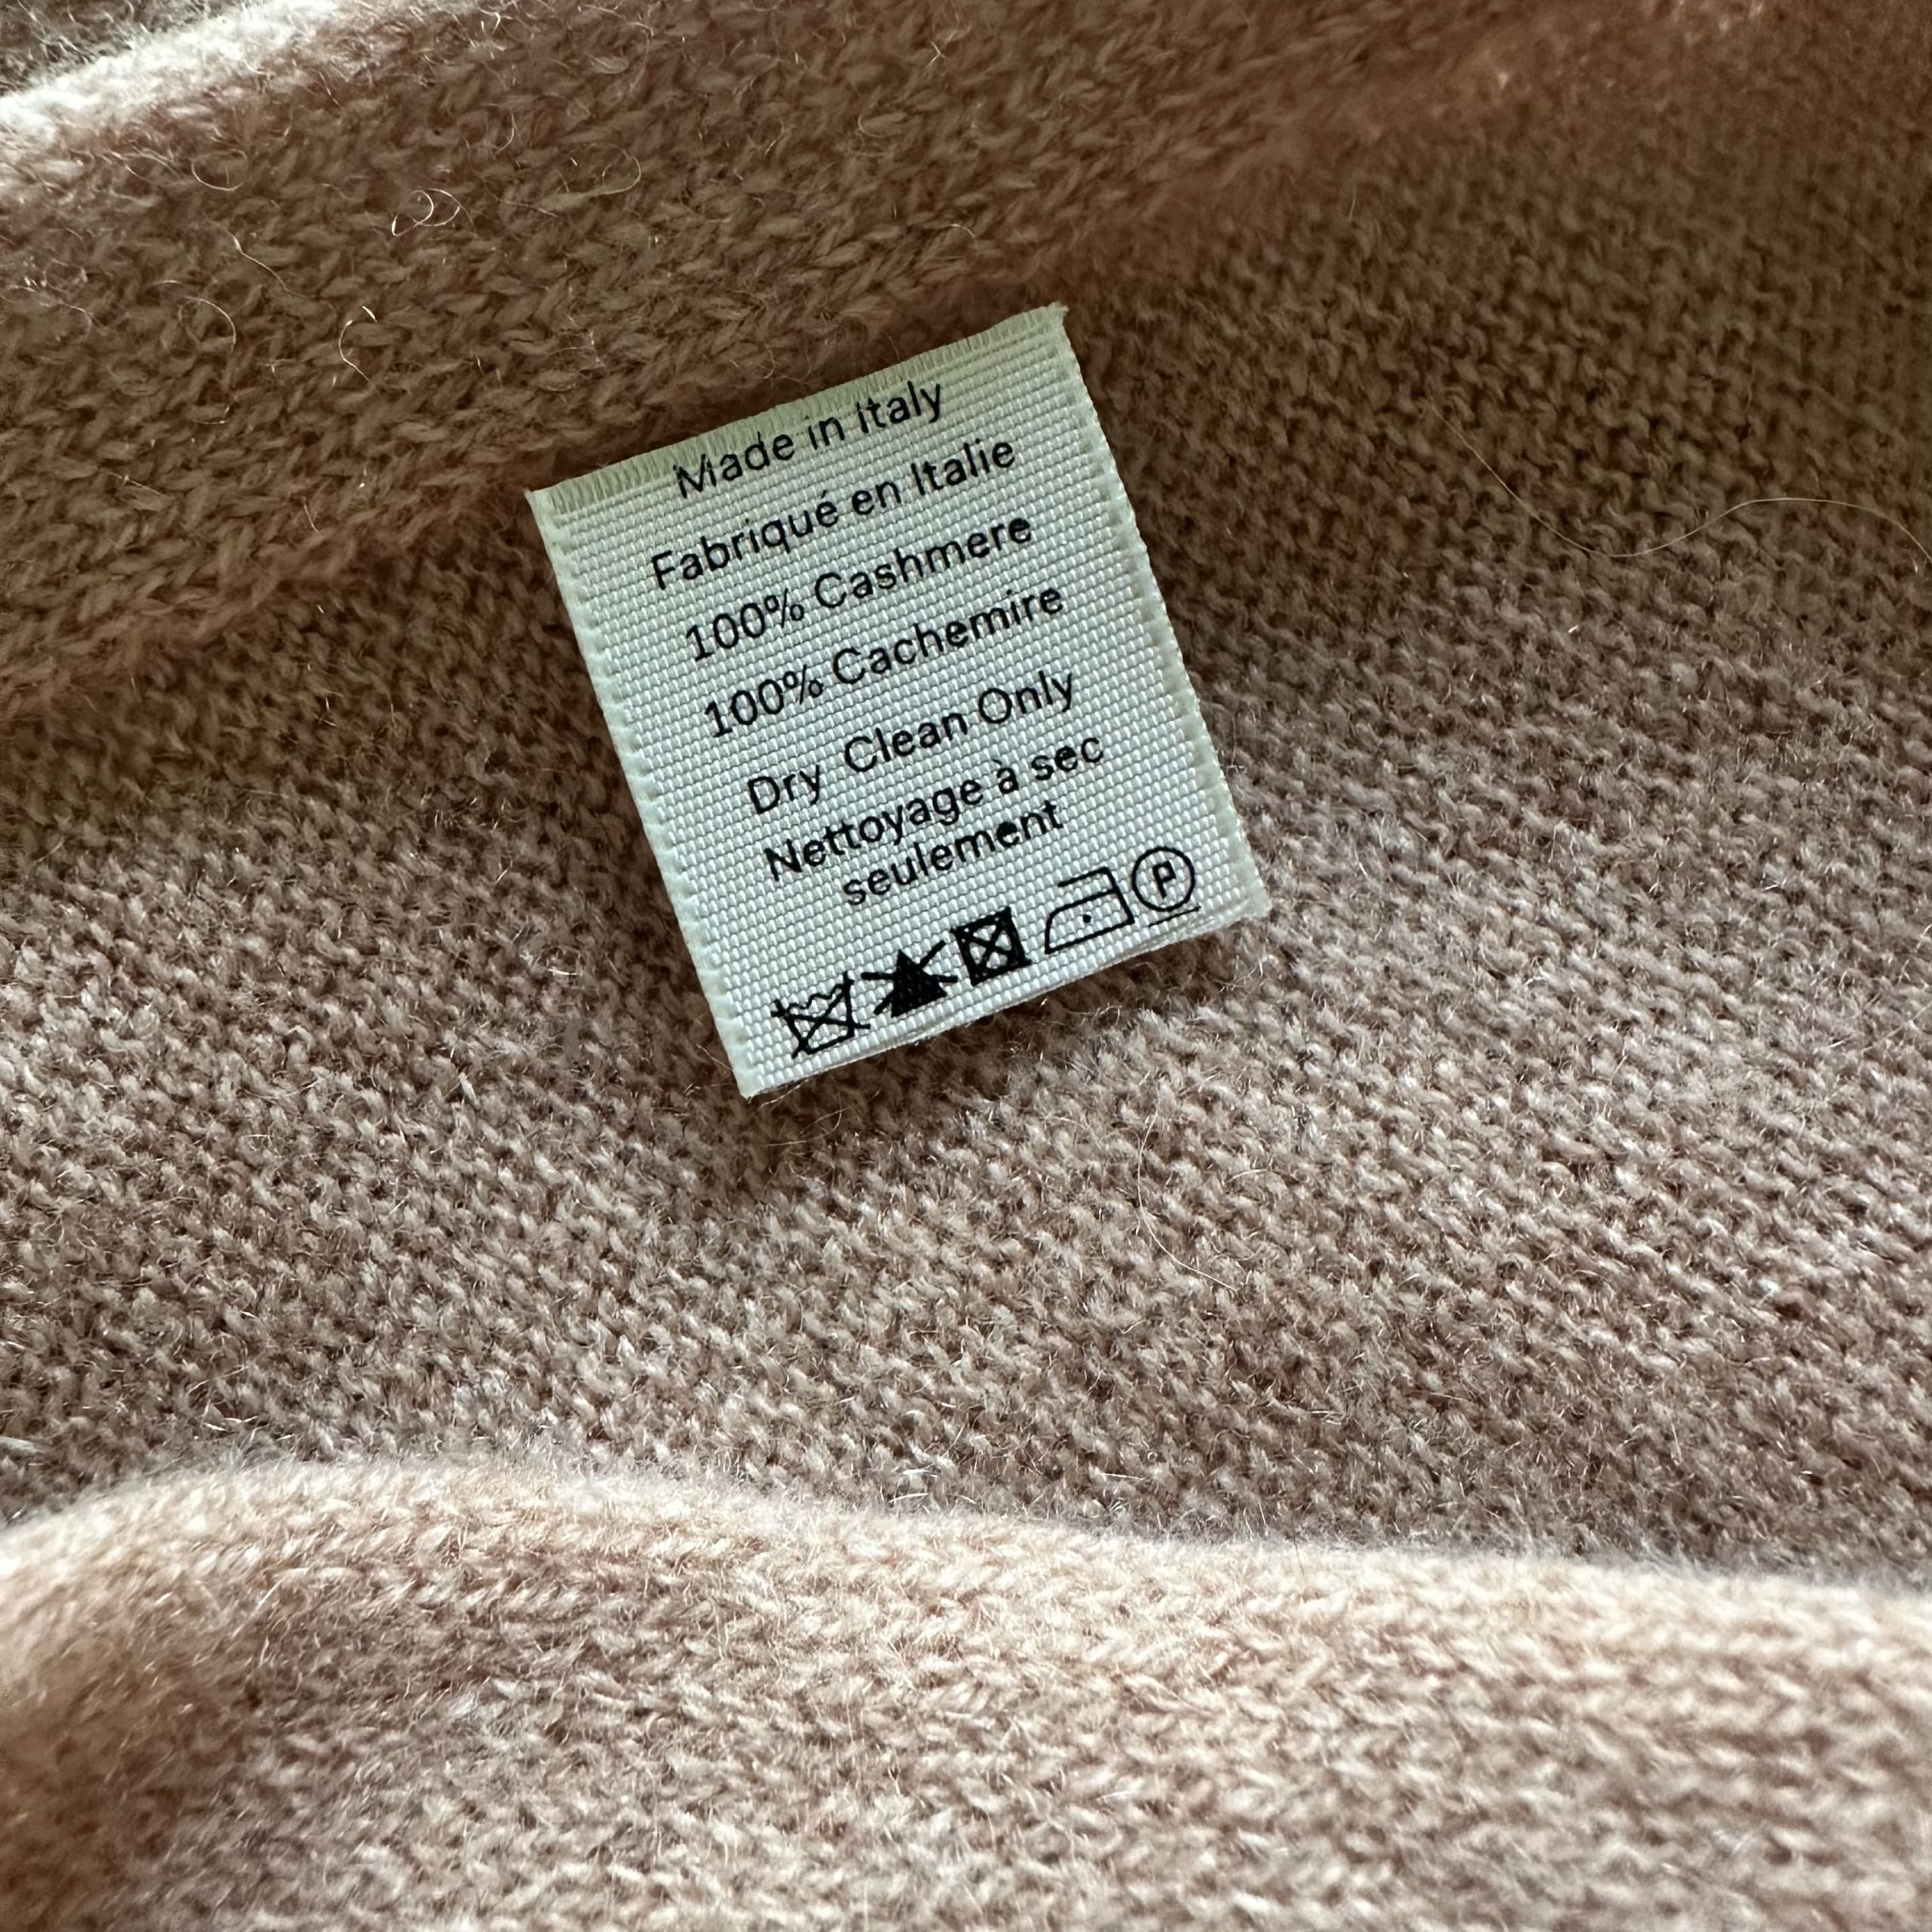 Made in Italy
Fabriqué en Italie
100% Cashmere
100% Cachemire
Dry Clean Only
Nettoyage à sec
seulement
P